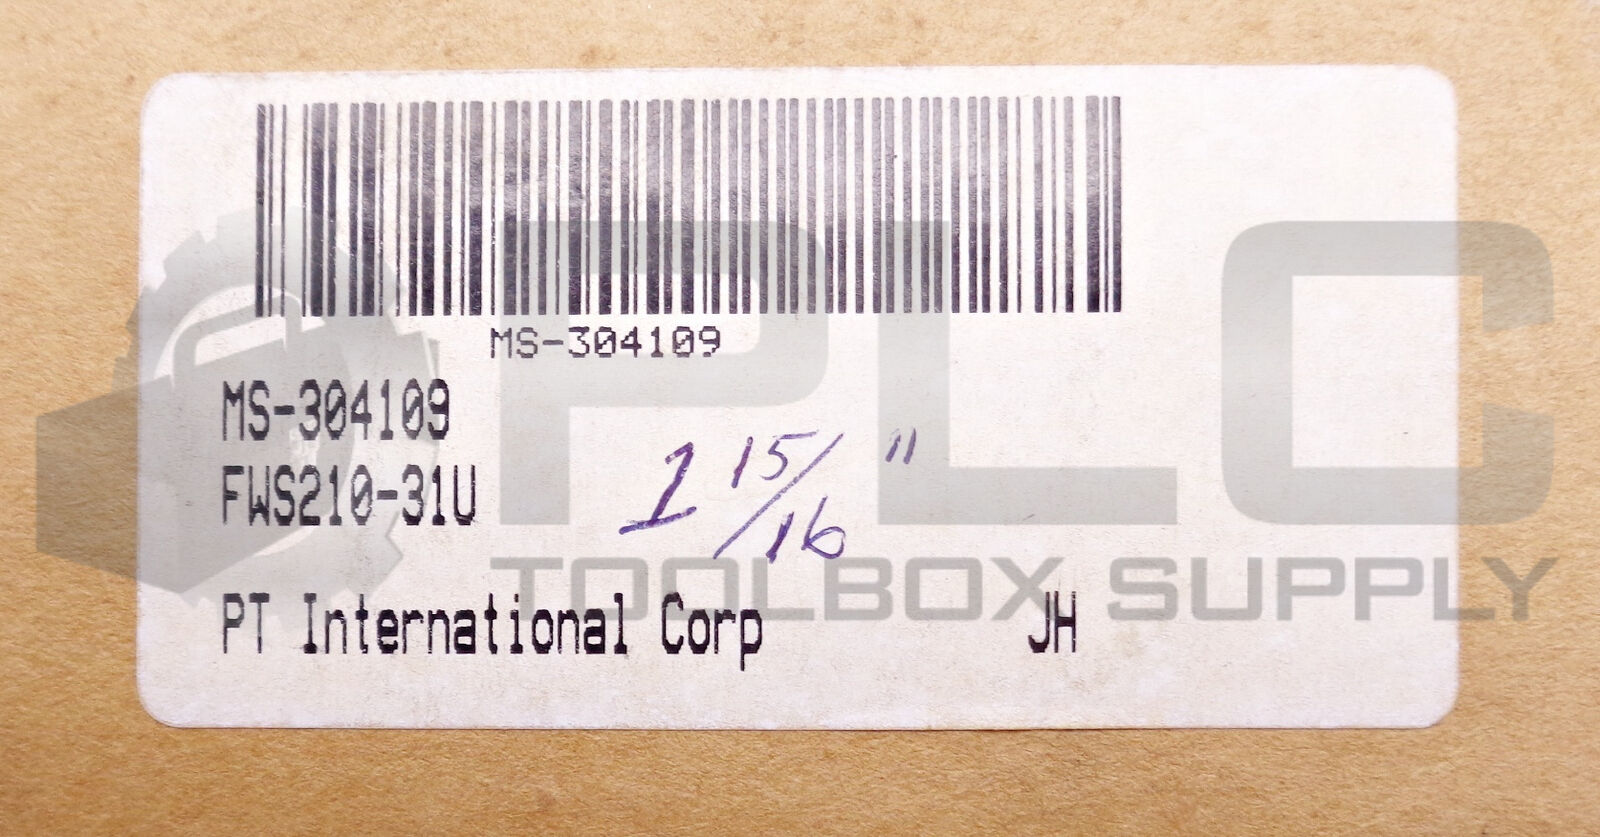 MS-304109
MS-304109
FWS210-31U
1 15/16 "
PT International Corp JH
PLC
TOOLBOX SUPPLY